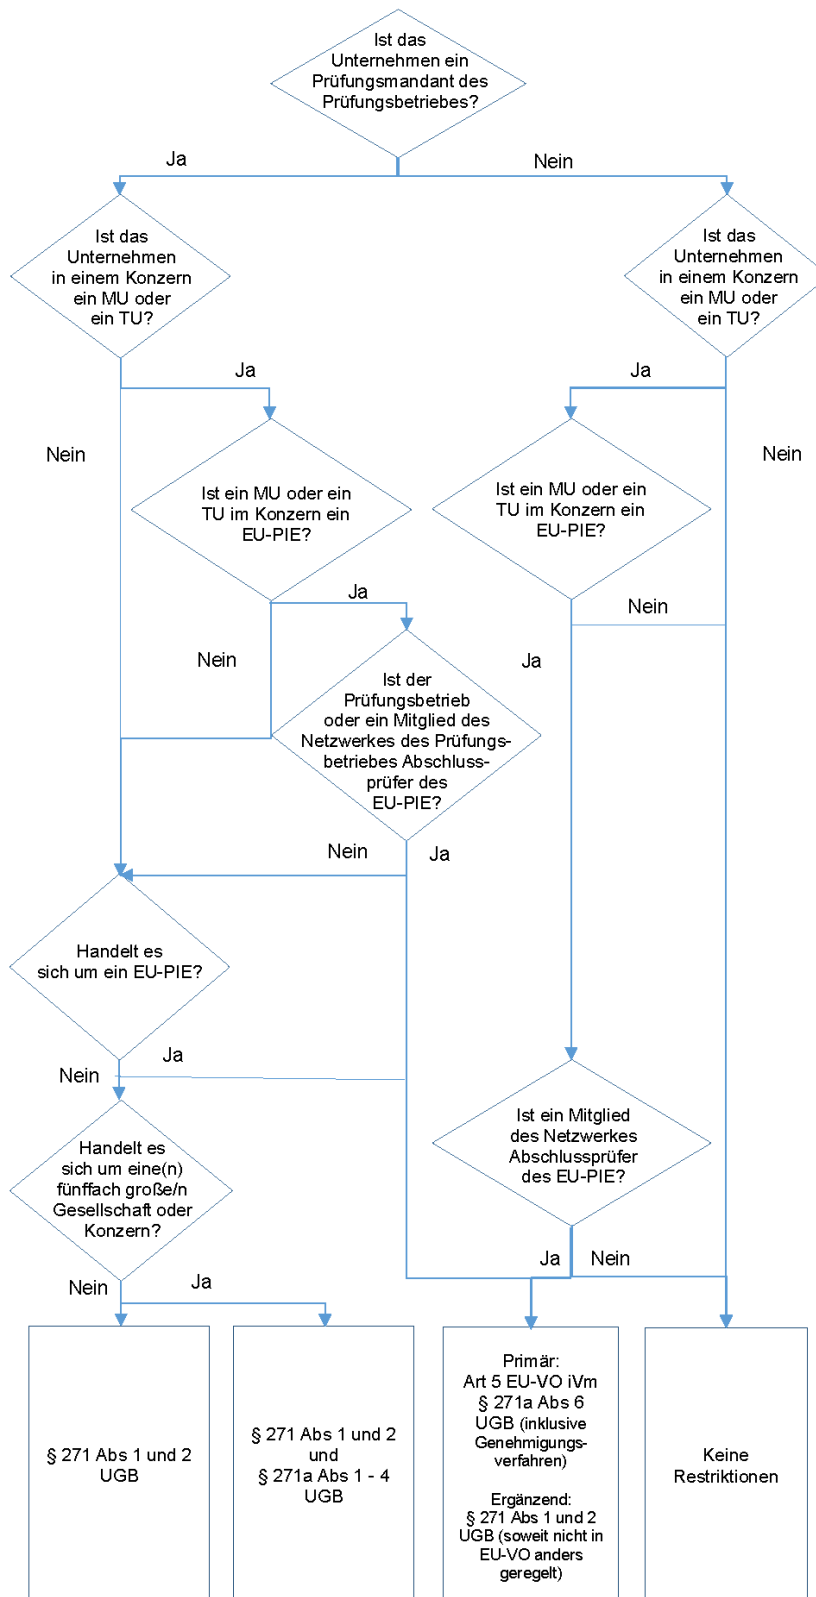 Ist das
Unternehmen ein
Prüfungsmandant des
Prüfungsbetriebes?
Ja
Nein
Ist das
Unternehmen
in einem Konzern
ein MU oder
ein TU?
Ist das
Unternehmen
in einem Konzern
ein MU oder
ein TU?
Ja
Ja
Nein
Nein
Ist ein MU oder ein
TU im Konzern ein
EU-PIE?
Ist ein MU oder ein
TU im Konzern ein
EU-PIE?
Ja
Nein
Nein
Ja
Ist der
Prüfungsbetrieb
oder ein Mitglied des
Netzwerkes des Prüfungs-
betriebes Abschluss-
prüfer des
EU-PIE?
Nein
Ja
Handelt es
sich um ein EU-PIE?
Ja
Nein
Handelt es
sich um eine(n)
fünffach große/n
Gesellschaft oder
Konzern?
Ist ein Mitglied
des Netzwerkes
Abschlussprüfer
des EU-PIE?
Nein
Ja
Ja
Nein
§ 271 Abs 1 und 2
UGB
§ 271 Abs 1 und 2
und
§ 271a Abs 1 - 4
UGB
Primär:
Art 5 EU-VO iVm
§ 271a Abs 6
UGB (inklusive
Genehmigungs-
verfahren)
Ergänzend:
§ 271 Abs 1 und 2
UGB (soweit nicht in
EU-VO anders
geregelt)
Keine
Restriktionen